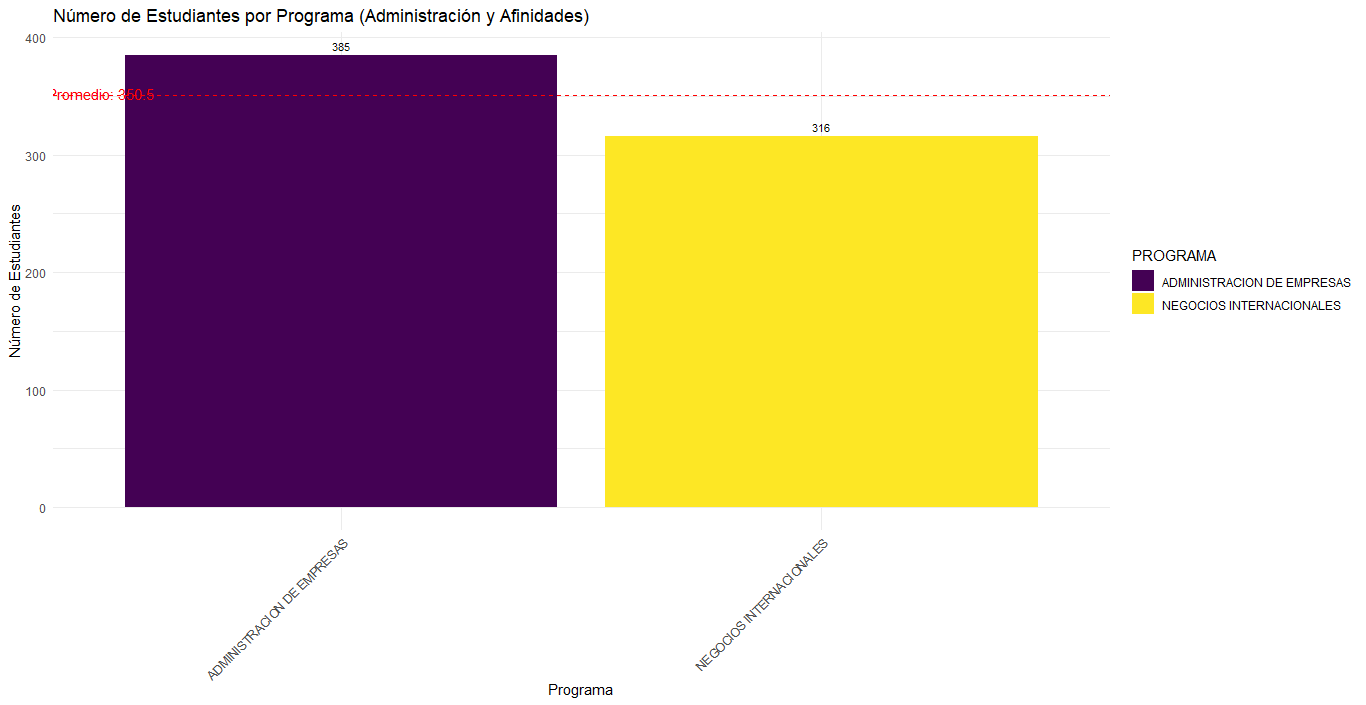 Número de Estudiantes por Programa (Administración y Afinidades)
400
300
200
100
0
Número de Estudiantes
385
Promedio: 350.5
316
ADMINISTRACION DE EMPRESAS
NEGOCIOS INTERNACIONALES
Programa
PROGRAMA
ADMINISTRACION DE EMPRESAS
NEGOCIOS INTERNACIONALES